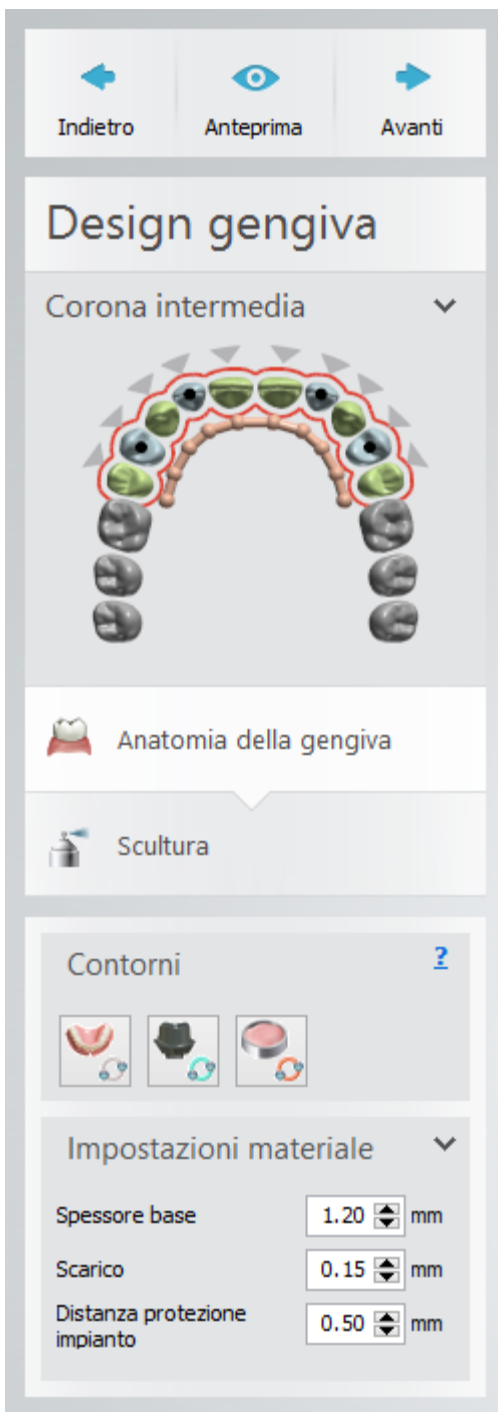 Indietro
Anteprima
Avanti
Design gengiva
Corona intermedia
Anatomia della gengiva
Scultura
Contorni
?
Impostazioni materiale
Spessore base 1.20 mm
Scarico 0.15 mm
Distanza protezione
impianto 0.50 mm